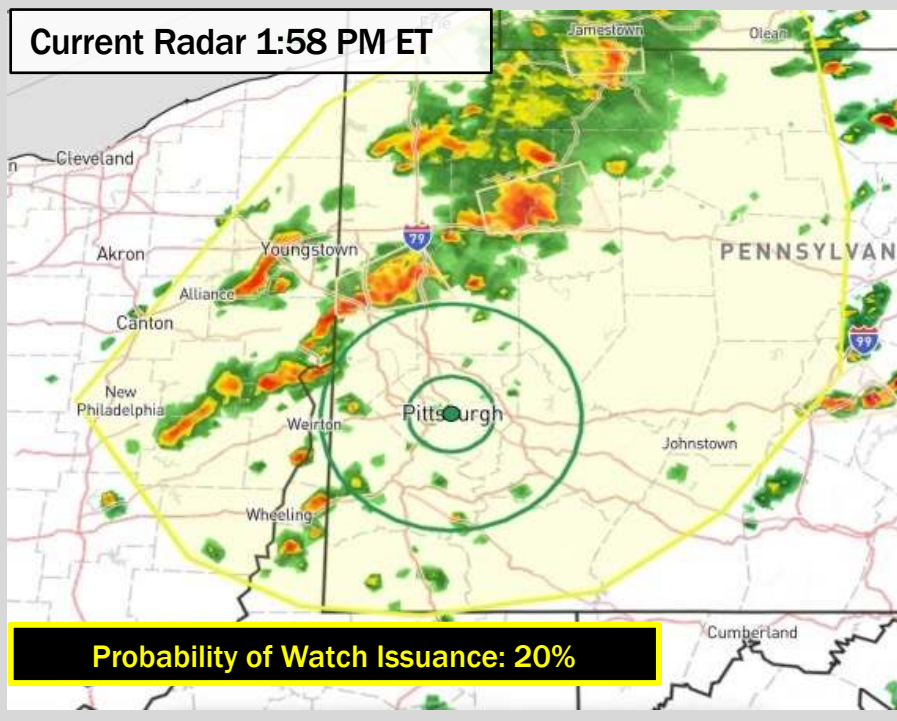 Current Radar 1:58 PM ET
Erie
Jamestown
Olean
Cleveland
n
79
Akron
Youngstown
PENNSYLVAN
Alliance
Canton
99
New
Philadelphia
Pittsburgh
Weirton
Johnstown
Wheeling
Cumberland
Probability of Watch Issuance: 20%